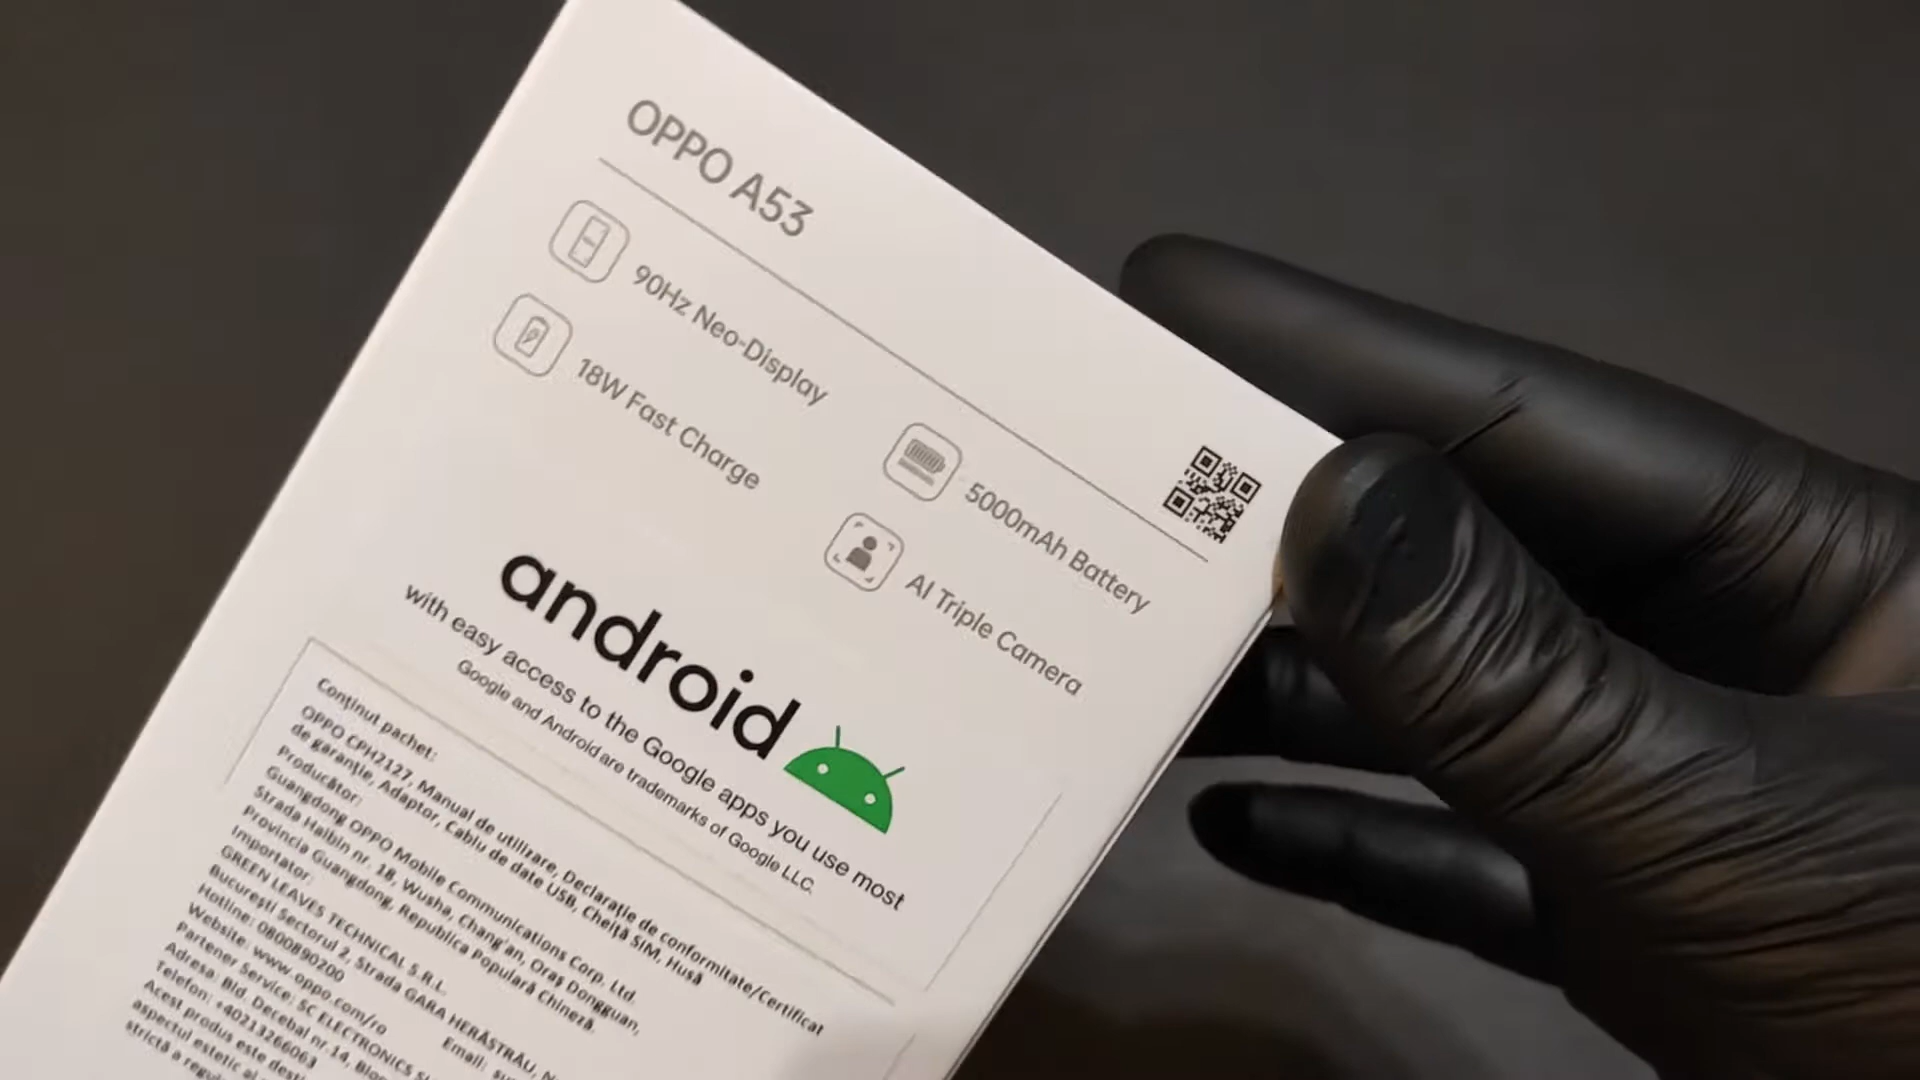 OPPO A53
90Hz Neo-Display
5000mAh Battery
18W Fast Charge
AI Triple Camera
android
with easy access to the Google apps you use most
Google and Android are trademarks of Google LLC.
Conținut pachet:
OPPO CPH2127, Manual de utilizare, Declarație de conformitate/Certificat
de garanție, Adaptor, Cablu de date USB, Cheiță SIM, Husă
Producător:
Guangdong OPPO Mobile Communications Corp. Ltd.
Strada Haibin nr. 18, Wusha, Chang'an, Oraș Dongguan,
Provincia Guangdong, Republica Populară Chineză.
Importator:
GREEN LEAVES TECHNICAL S.R.L.
București Sectorul 2, Strada GARA HERĂSTRĂU,
Hotline: 0800890200
Website: www.oppo.com/ro
Email:
Partener Service: SC ELECTRONICS
Adresa: Bld. Decebal nr.14,
Telefon: +40213266063
Acest produs este
aspectul estetic al
strictă a